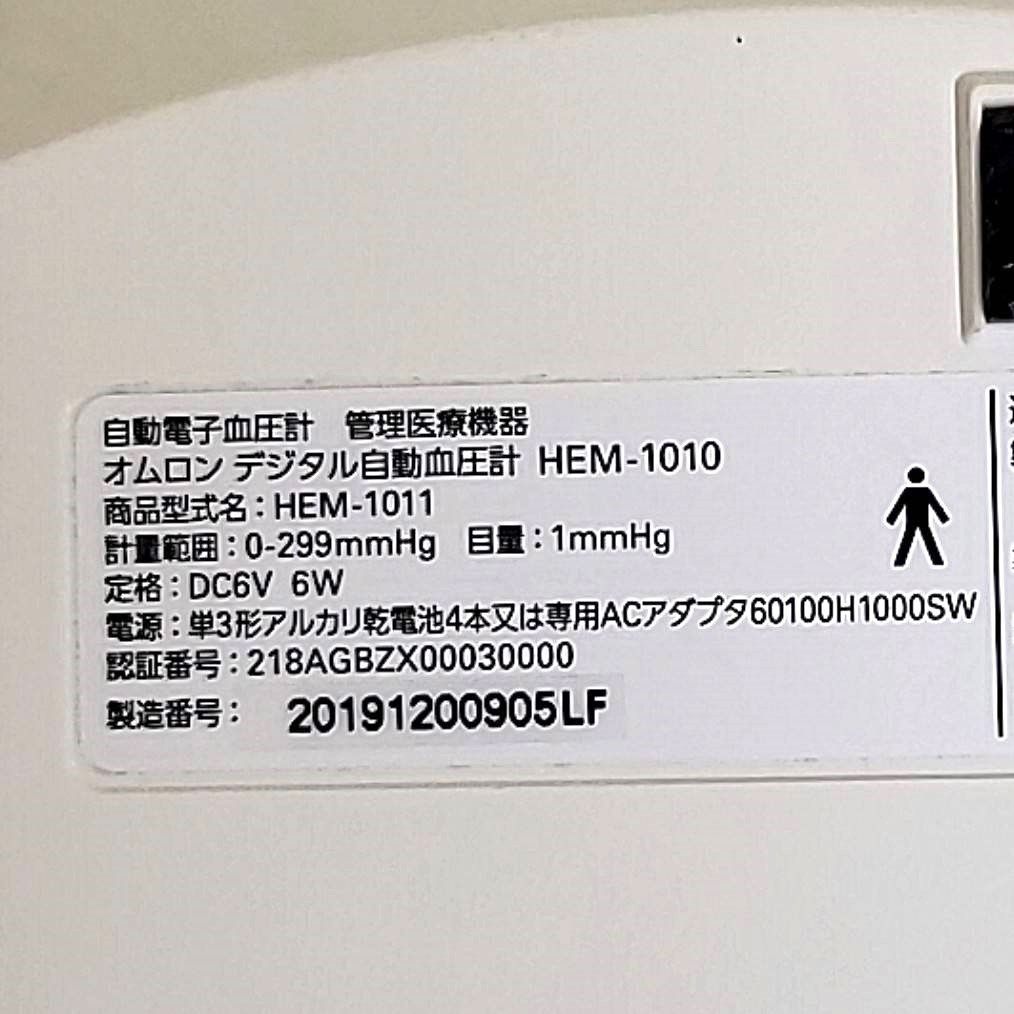 自動電子血圧計　管理医療機器
オムロン デジタル自動血圧計 HEM-1010
商品型式名：HEM-1011
計量範囲：0-299mmHg　目量：1mmHg
定格：DC6V 6W
電源：単3形アルカリ乾電池4本又は専用ACアダプタ60100H1000SW
認証番号：218AGBZX00030000
製造番号： 20191200905LF